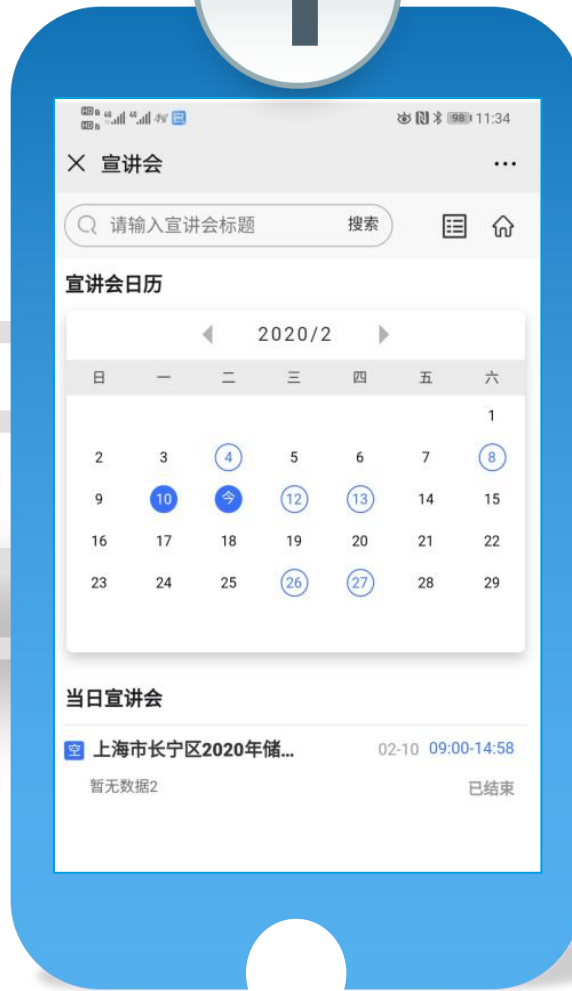 98 11:34
宣讲会
请输入宣讲会标题 搜索
宣讲会日历
2020/2
日 一 二 三 四 五 六
1
2 3 4 5 6 7 8
9 10 今 12 13 14 15
16 17 18 19 20 21 22
23 24 25 26 27 28 29
当日宣讲会
空 上海市长宁区2020年储... 02-10 09:00-14:58
暂无数据2 已结束